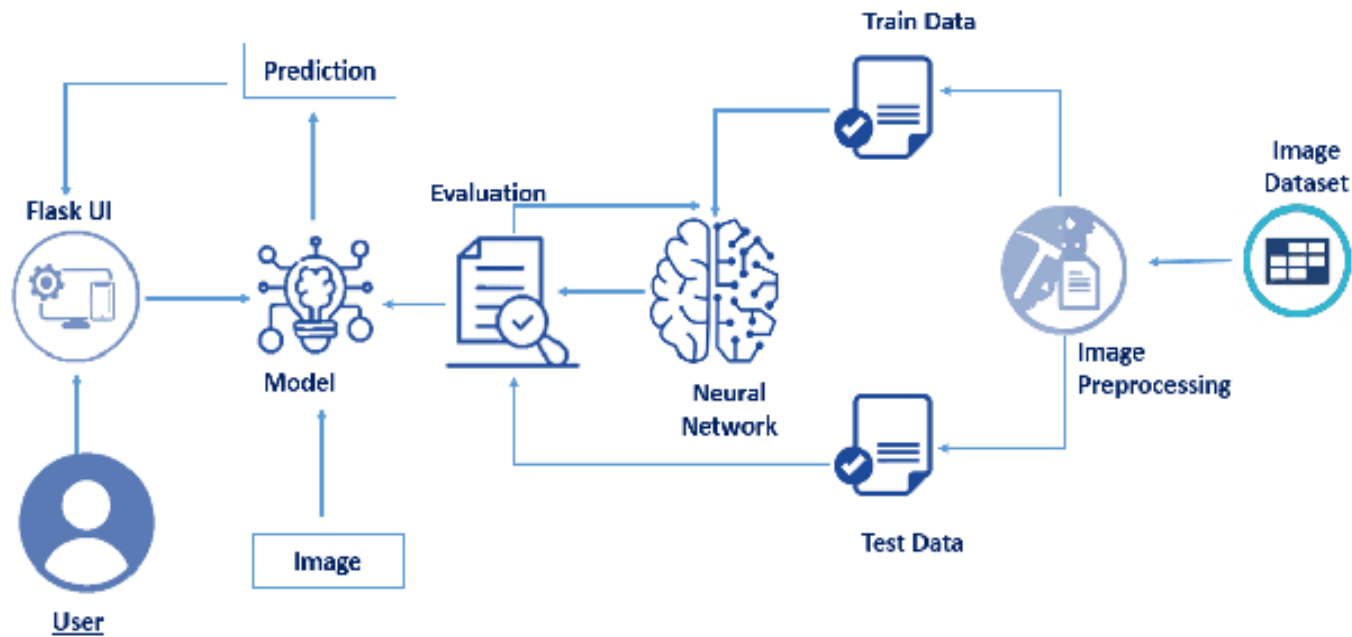 Train Data
Prediction
Image
Dataset
Evaluation
Flask UI
Image
Preprocessing
Model
Neural
Network
Test Data
Image
User